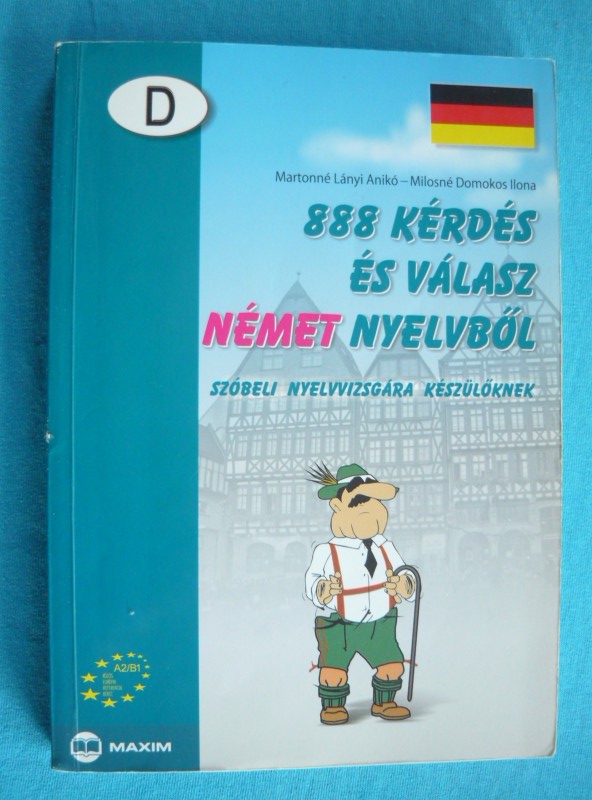 D
Martonné Lányi Anikó – Milosné Domokos Ilona
888 KÉRDÉS
ÉS VÁLASZ
NÉMET NYELVBŐL
SZÓBELI NYELVVIZSGÁRA KÉSZÜLŐKNEK
A2/B1
MAXIM